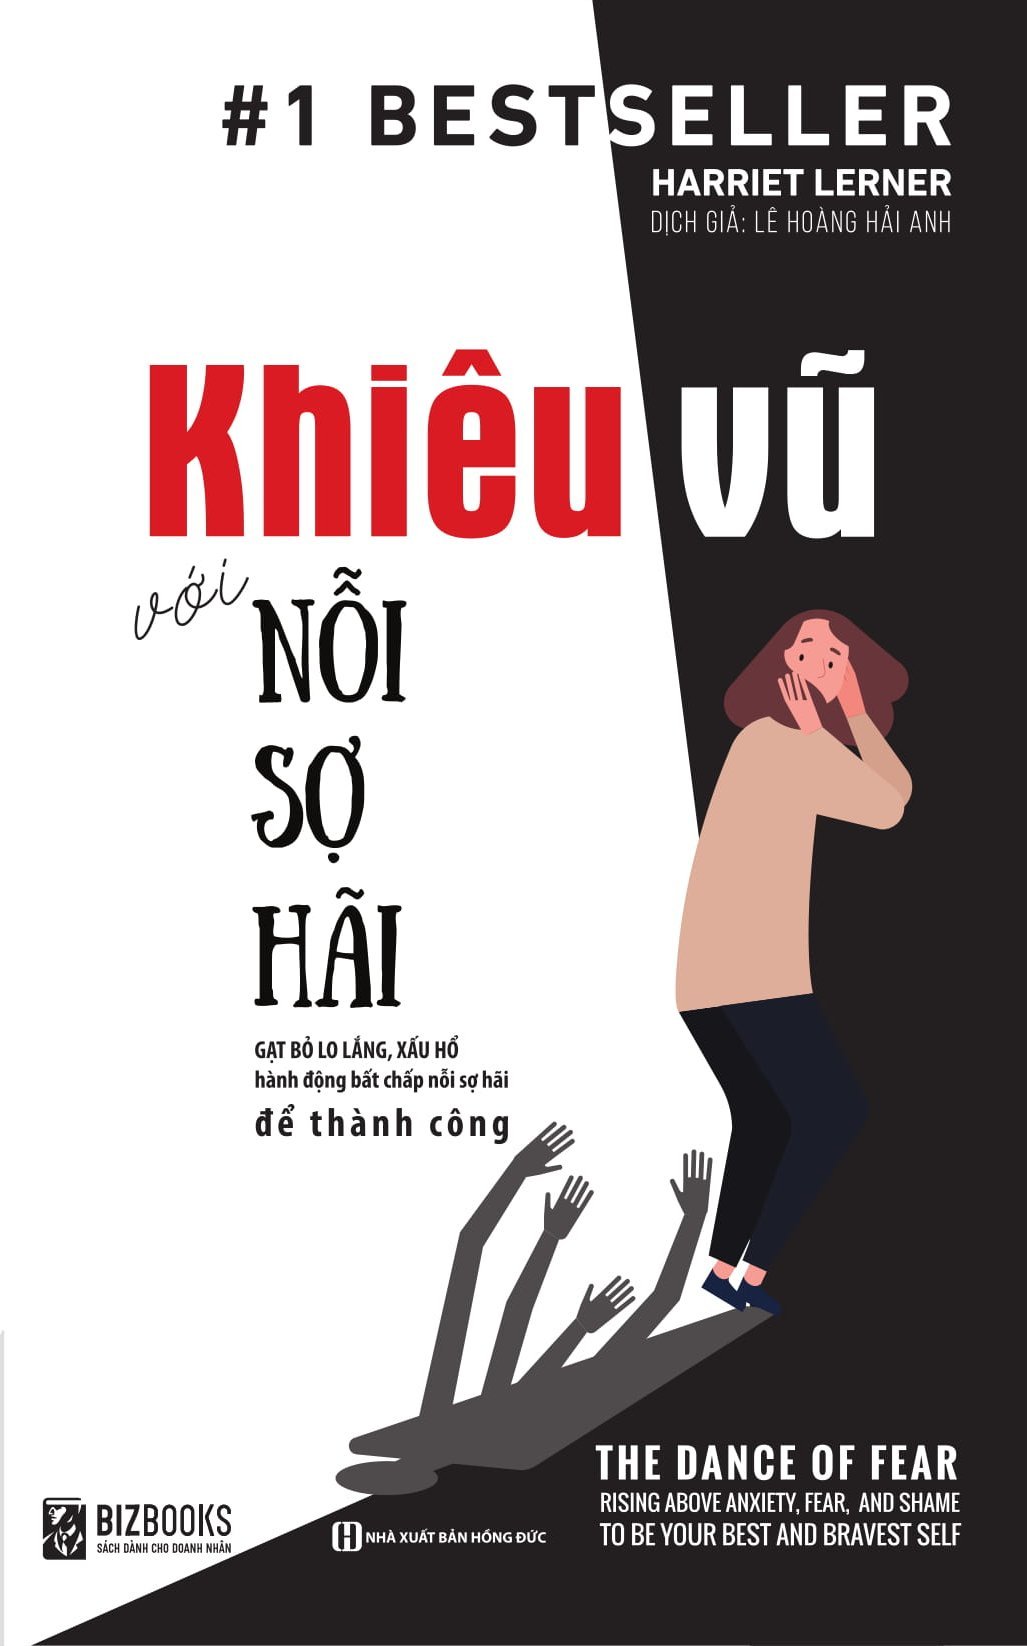 #1 BESTSELLER
HARRIET LERNER
DỊCH GIẢ: LÊ HOÀNG HẢI ANH
Khiêu vũ
với
NỖI
SỢ
HÃI
GẠT BỎ LO LẮNG, XẤU HỔ
hành động bất chấp nỗi sợ hãi
để thành công
THE DANCE OF FEAR
RISING ABOVE ANXIETY, FEAR, AND SHAME
TO BE YOUR BEST AND BRAVEST SELF
BIZBOOKS
SÁCH DÀNH CHO DOANH NHÂN
H NHÀ XUẤT BẢN HỒNG ĐỨC